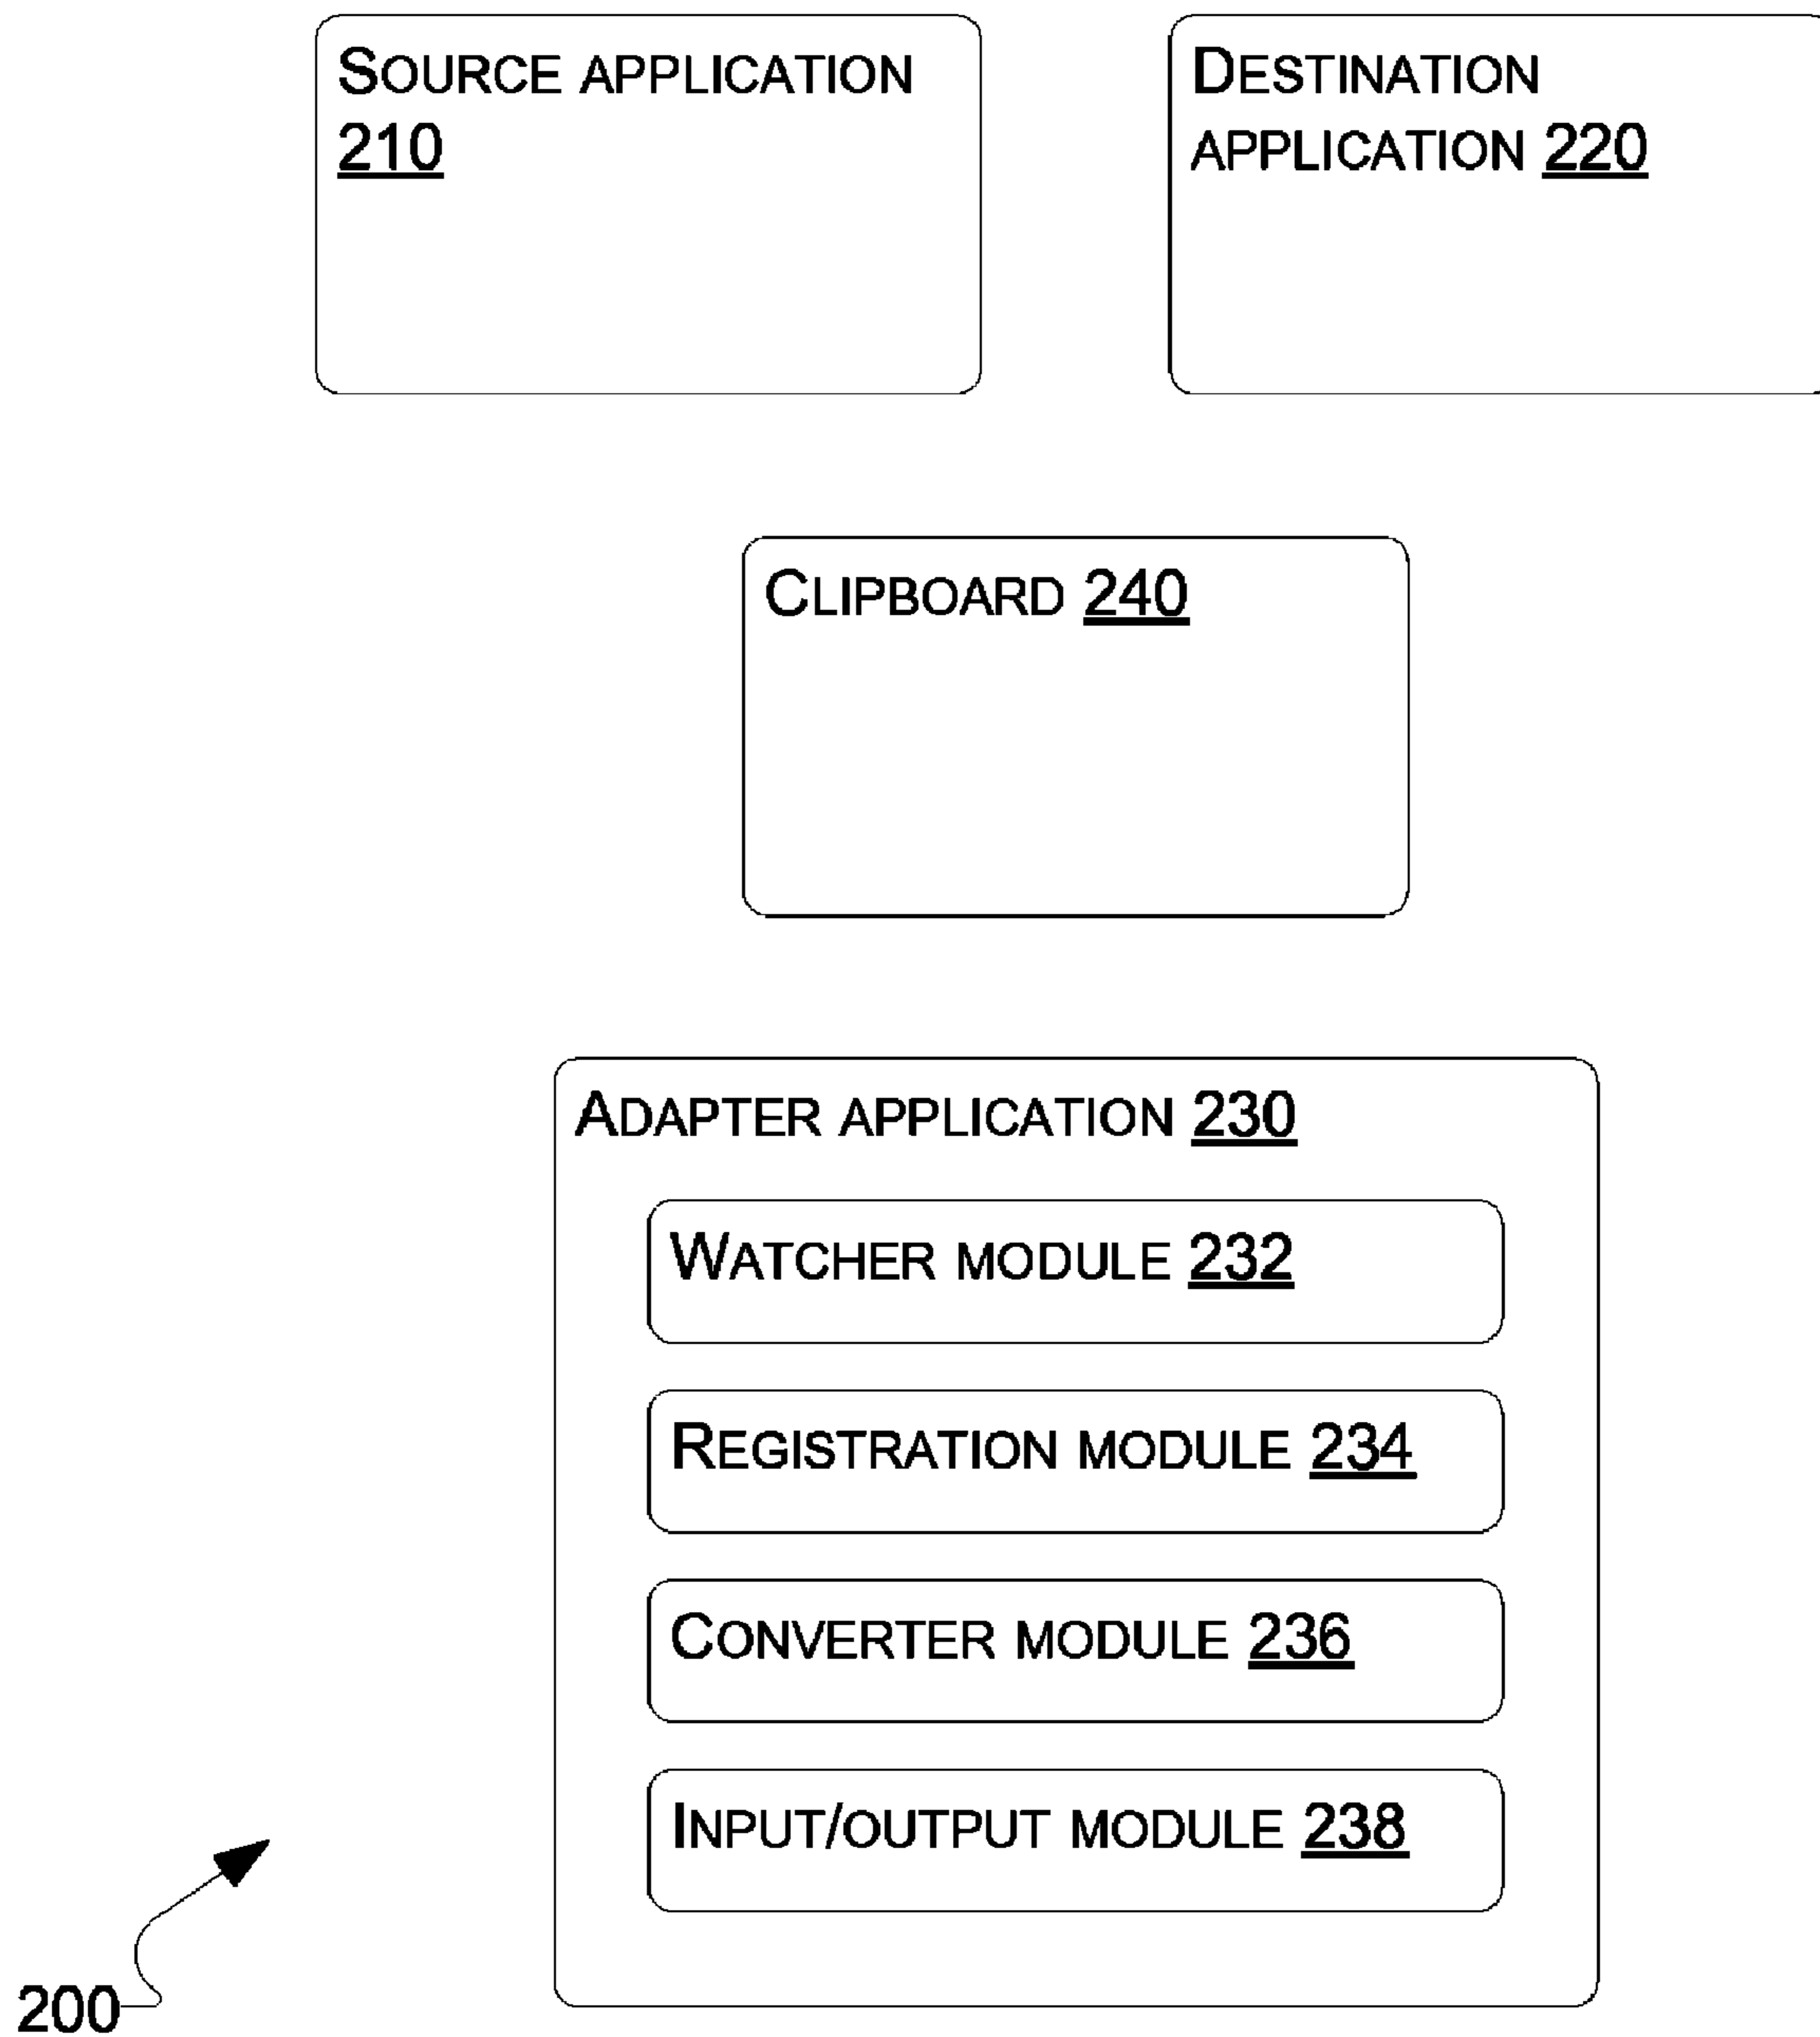 SOURCE APPLICATION
210
DESTINATION
APPLICATION 220
CLIPBOARD 240
ADAPTER APPLICATION 230
WATCHER MODULE 232
REGISTRATION MODULE 234
CONVERTER MODULE 236
INPUT/OUTPUT MODULE 238
200